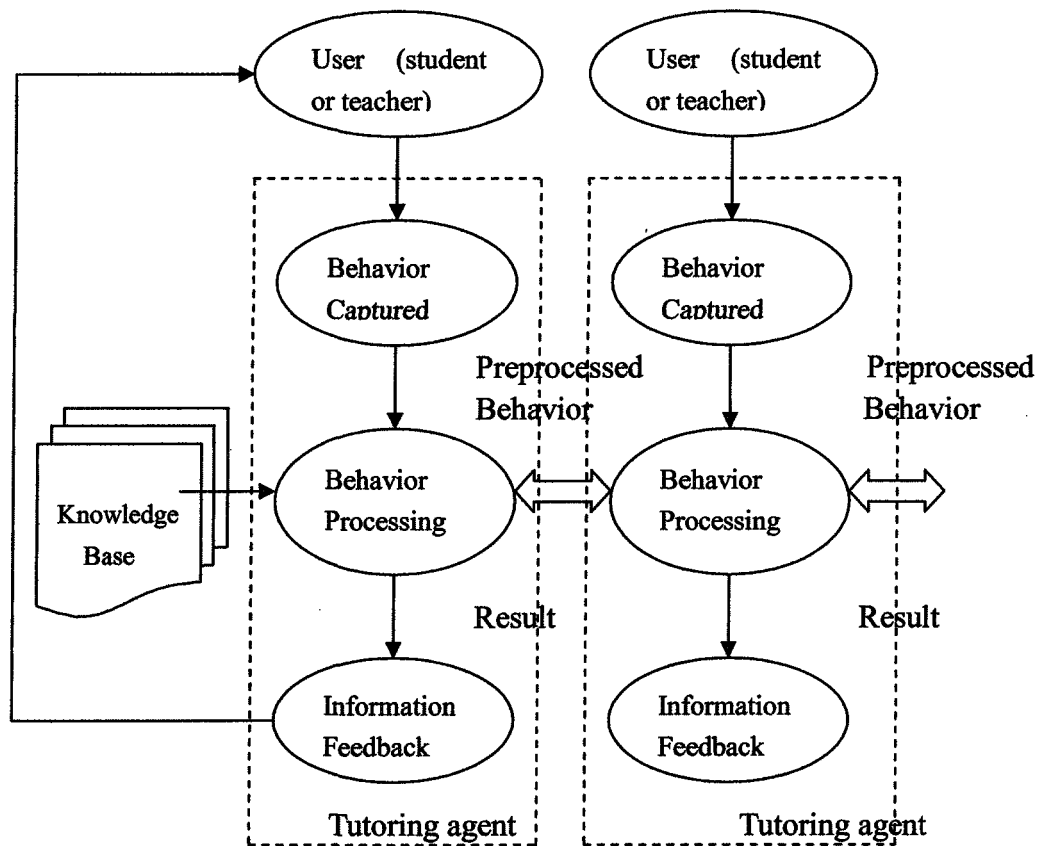 User (student
or teacher)
User (student
or teacher)
Behavior
Captured
Behavior
Captured
Preprocessed
Behavior
Preprocessed
Behavior
Knowledge
Base
Behavior
Processing
Behavior
Processing
Result
Result
Information
Feedback
Information
Feedback
Tutoring agent
Tutoring agent